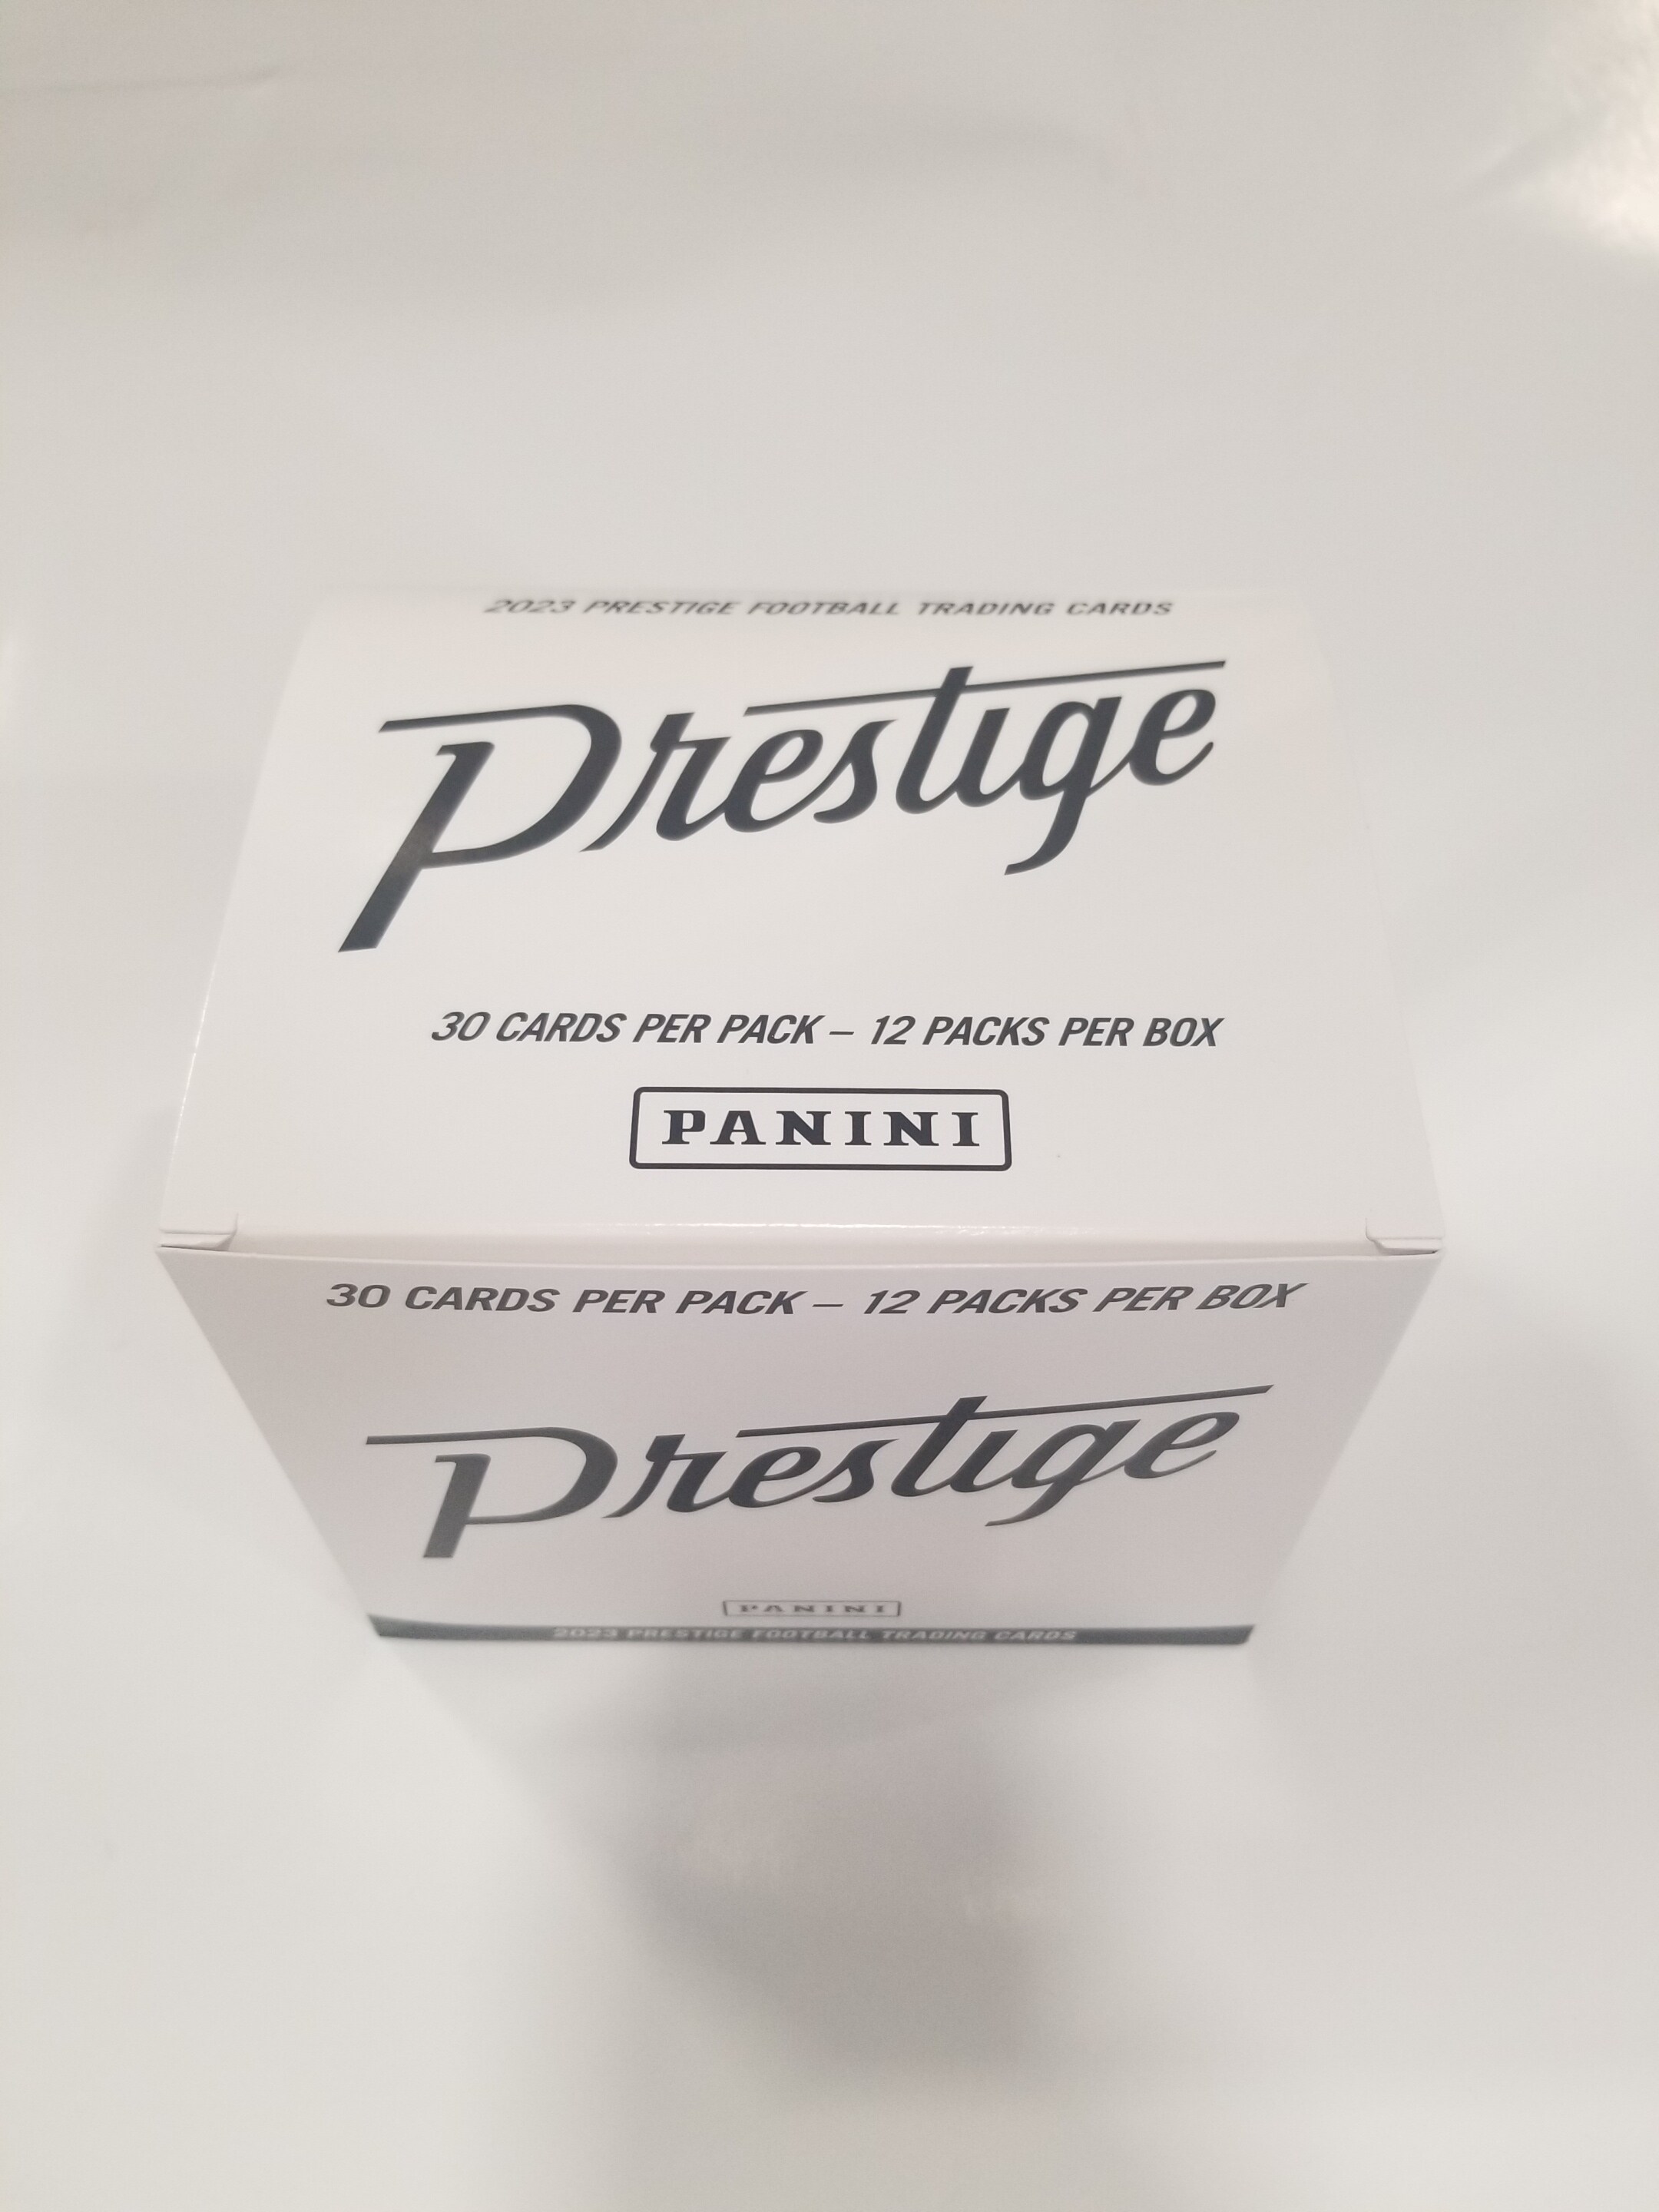 2023 PRESTIGE FOOTBALL TRADING CARDS
Prestige
30 CARDS PER PACK – 12 PACKS PER BOX
PANINI
30 CARDS PER PACK – 12 PACKS PER BOX
Prestige
PANINI
2023 PRESTIGE FOOTBALL TRADING CARDS